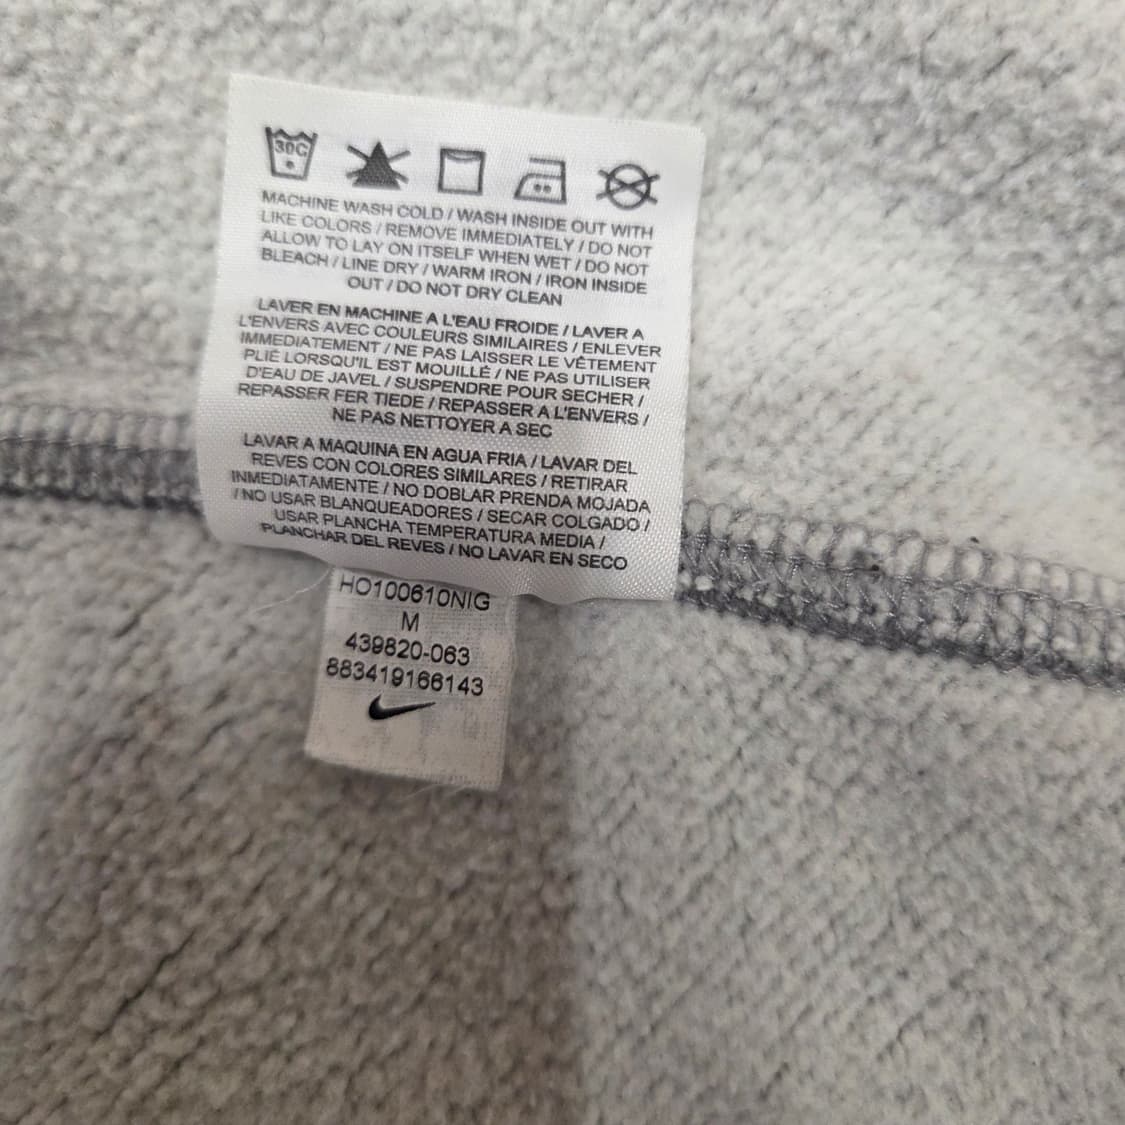 30C
MACHINE WASH COLD / WASH INSIDE OUT WITH
LIKE COLORS / REMOVE IMMEDIATELY / DO NOT
ALLOW TO LAY ON ITSELF WHEN WET / DO NOT
BLEACH / LINE DRY / WARM IRON / IRON INSIDE
OUT / DO NOT DRY CLEAN
LAVER EN MACHINE A L'EAU FROIDE / LAVER A
L'ENVERS AVEC COULEURS SIMILAIRES / ENLEVER
IMMEDIATEMENT / NE PAS LAISSER LE VÊTEMENT
PLIÉ LORSQU'IL EST MOUILLÉ / NE PAS UTILISER
D'EAU DE JAVEL / SUSPENDRE POUR SECHER /
REPASSER FER TIEDE / REPASSER A L'ENVERS /
NE PAS NETTOYER A SEC
LAVAR A MAQUINA EN AGUA FRIA / LAVAR DEL
REVES CON COLORES SIMILARES / RETIRAR
INMEDIATAMENTE / NO DOBLAR PRENDA MOJADA
/ NO USAR BLANQUEADORES / SECAR COLGADO /
USAR PLANCHA TEMPERATURA MEDIA /
PLANCHAR DEL REVES / NO LAVAR EN SECO
HO100610NIG
M
439820-063
883419166143